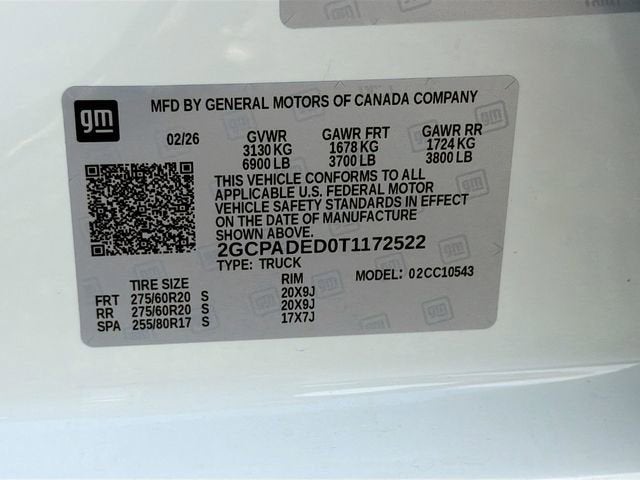 gm
MFD BY GENERAL MOTORS OF CANADA COMPANY
02/26 GVWR GAWR FRT GAWR RR
3130 KG 1678 KG 1724 KG
6900 LB 3700 LB 3800 LB
THIS VEHICLE CONFORMS TO ALL
APPLICABLE U.S. FEDERAL MOTOR
VEHICLE SAFETY STANDARDS IN EFFECT
ON THE DATE OF MANUFACTURE
SHOWN ABOVE.
2GCPADED0T1172522
TYPE: TRUCK MODEL: 02CC10543
TIRE SIZE RIM
FRT 275/60R20 S 20X9J
RR 275/60R20 S 20X9J
SPA 255/80R17 S 17X7J